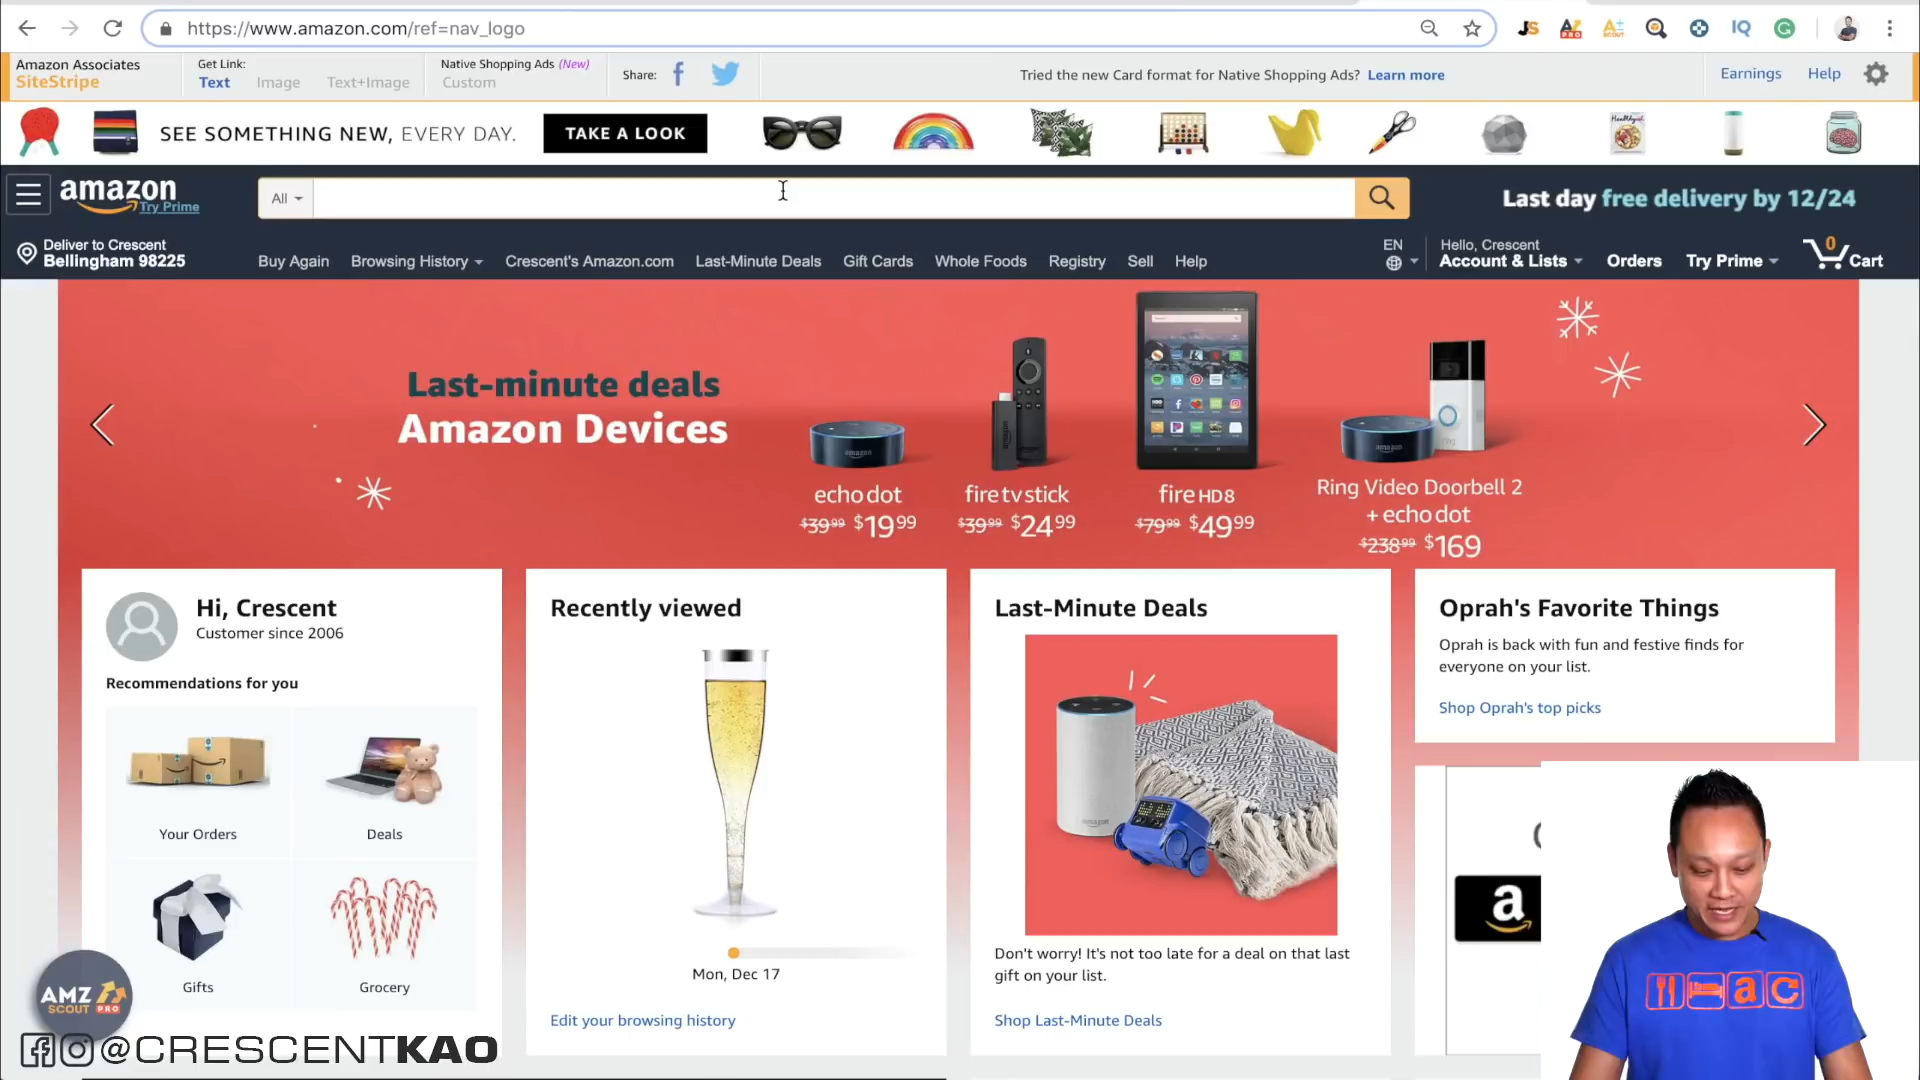 https://www.amazon.com/ref=nav_logo
JS
PRO
SCOUT
IQ
G
Amazon Associates
SiteStripe
Get Link:
Text
Image
Text+Image
Native Shopping Ads (New)
Custom
Share:
Tried the new Card format for Native Shopping Ads? Learn more
Earnings
Help
SEE SOMETHING NEW, EVERY DAY.
TAKE A LOOK
amazon
Try Prime
All
Last day free delivery by 12/24
Deliver to Crescent
Bellingham 98225
Buy Again
Browsing History
Crescent's Amazon.com
Last-Minute Deals
Gift Cards
Whole Foods
Registry
Sell
Help
EN
Hello, Crescent
Account & Lists
Orders
Try Prime
0
Cart
Last-minute deals
Amazon Devices
echo dot
$39.99 $19.99
fire tv stick
$39.99 $24.99
fire HD8
$79.99 $49.99
Ring Video Doorbell 2
+ echo dot
$238.99 $169
Hi, Crescent
Customer since 2006
Recommendations for you
Your Orders
Deals
Gifts
Grocery
Recently viewed
Mon, Dec 17
Edit your browsing history
Last-Minute Deals
Don't worry! It's not too late for a deal on that last
gift on your list.
Shop Last-Minute Deals
Oprah's Favorite Things
Oprah is back with fun and festive finds for
everyone on your list.
Shop Oprah's top picks
a
a c
AMZ
SCOUT PRO
@CRESCENTKAO